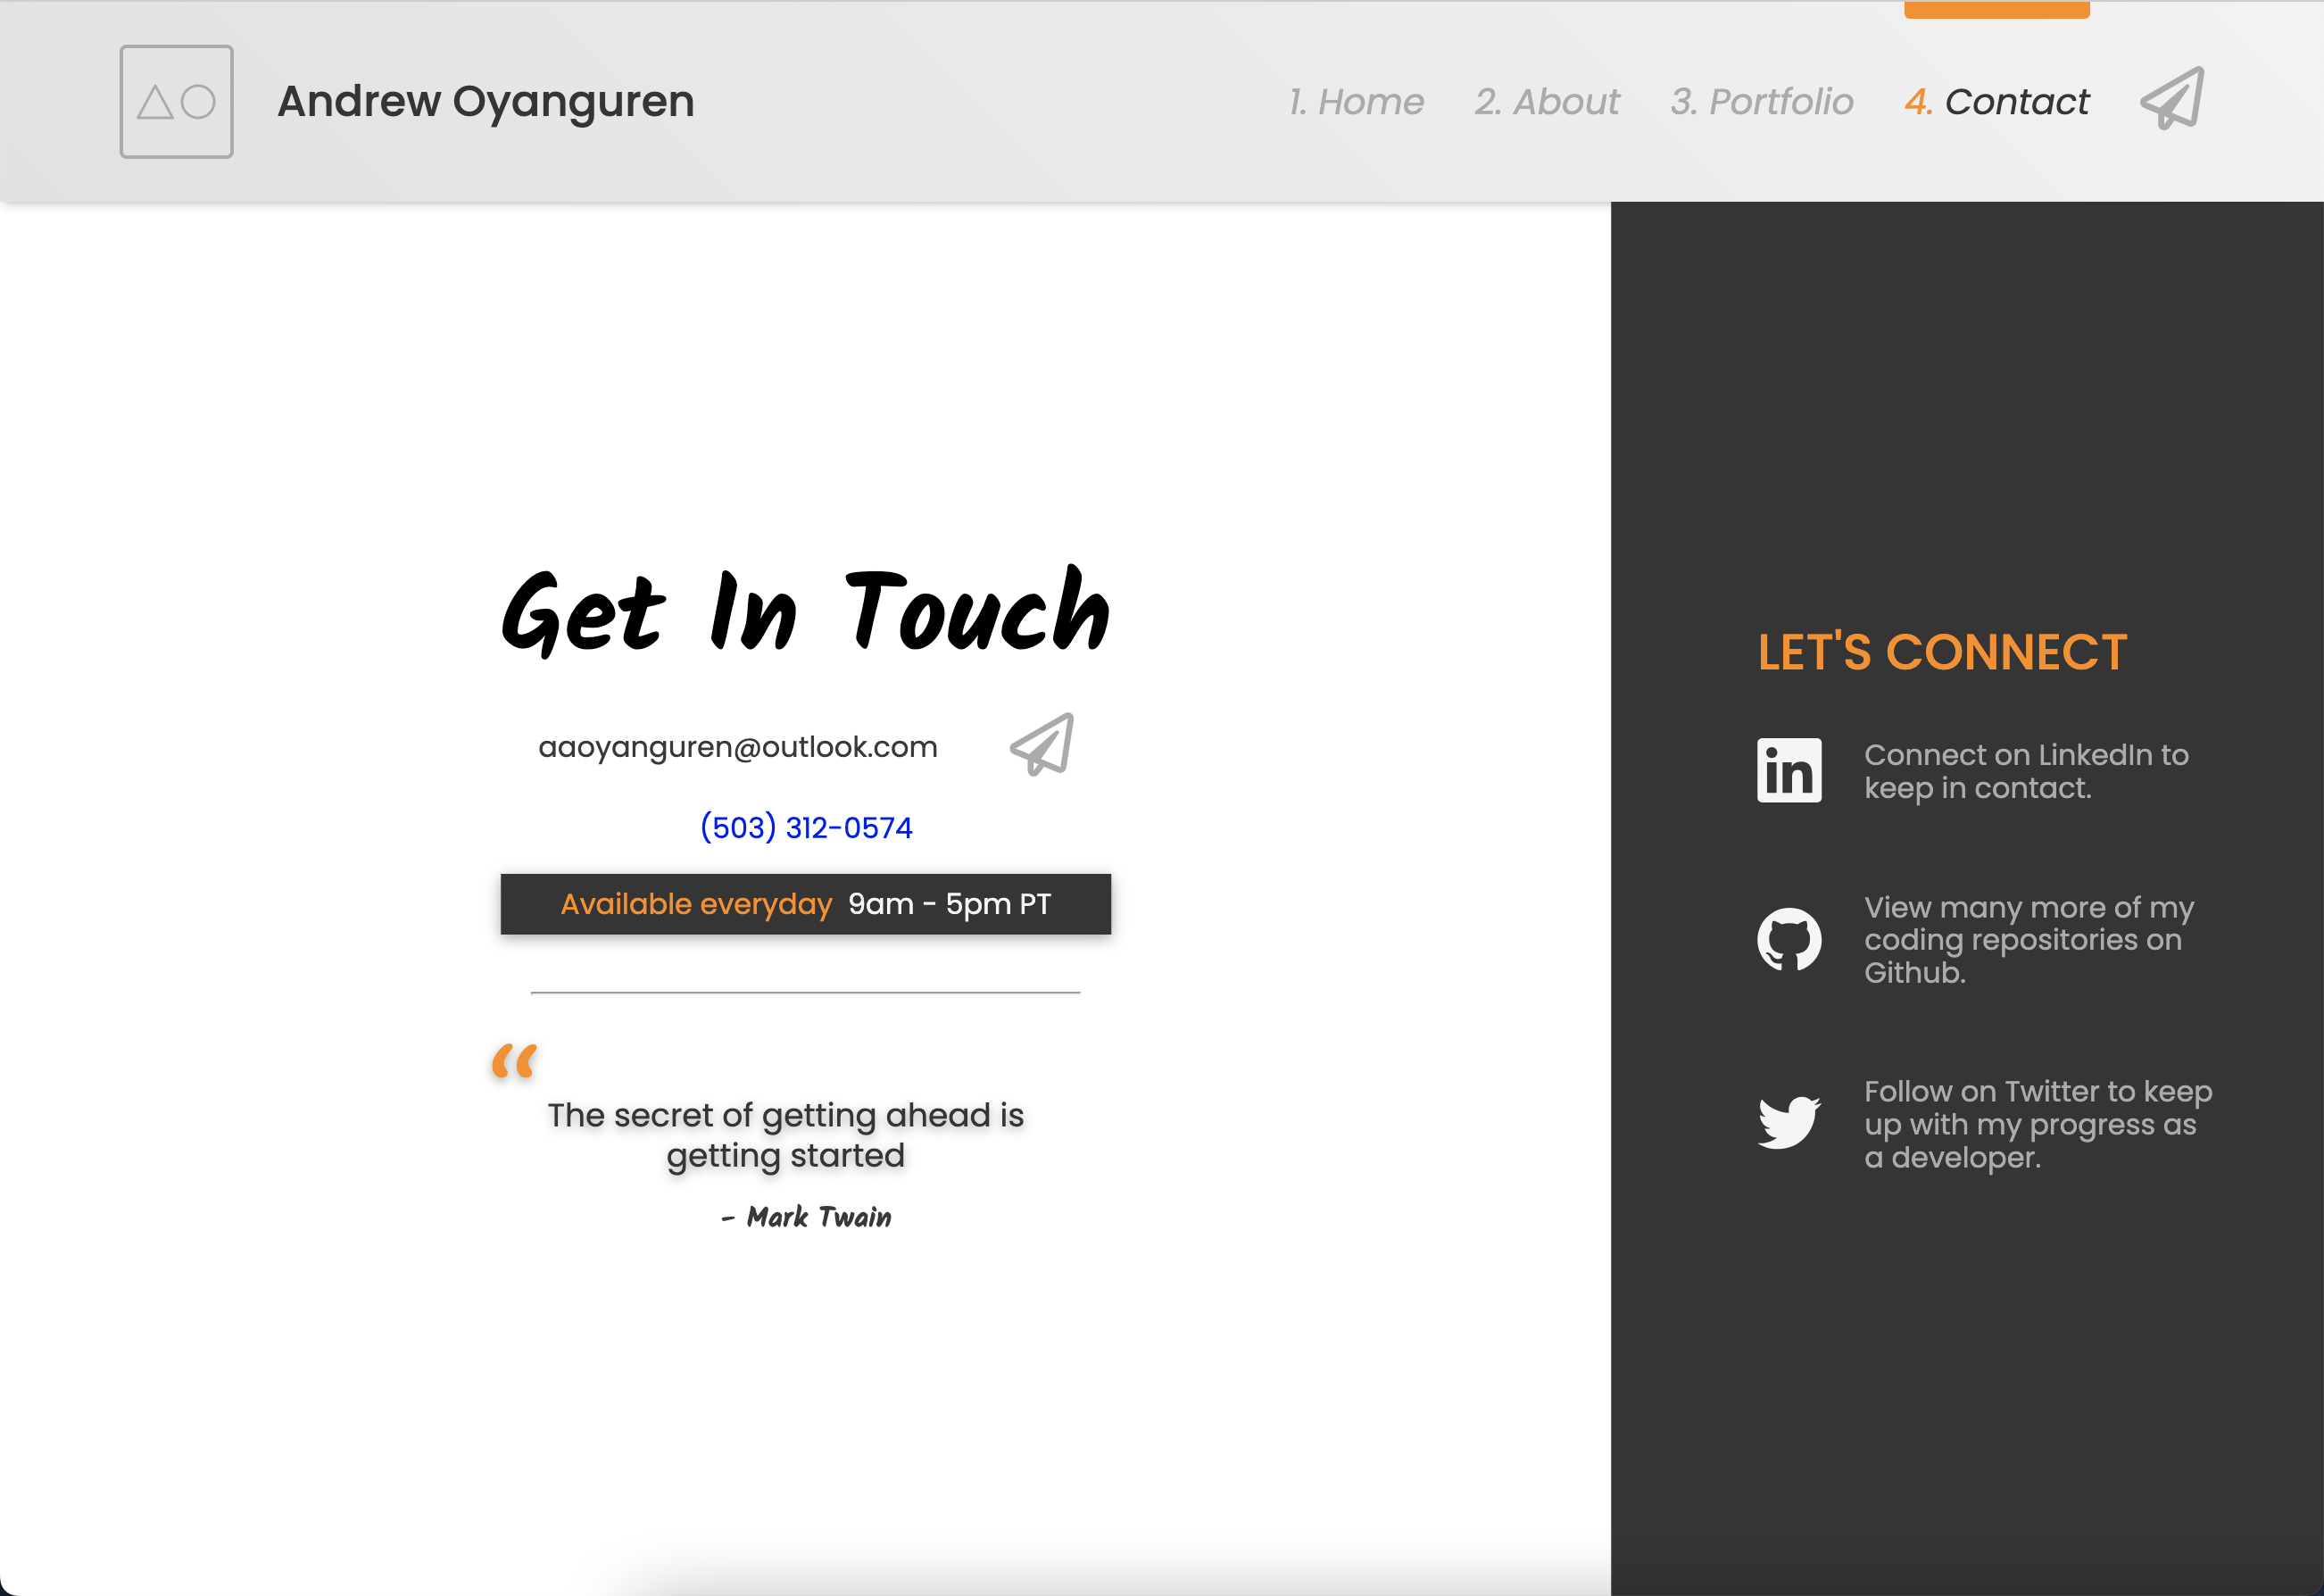 Andrew Oyanguren
1. Home 2. About 3. Portfolio 4. Contact
Get In Touch
aaoyanguren@outlook.com
(503) 312-0574
Available everyday 9am - 5pm PT
“
The secret of getting ahead is
getting started
- Mark Twain
LET'S CONNECT
in
Connect on LinkedIn to
keep in contact.
View many more of my
coding repositories on
Github.
Follow on Twitter to keep
up with my progress as
a developer.